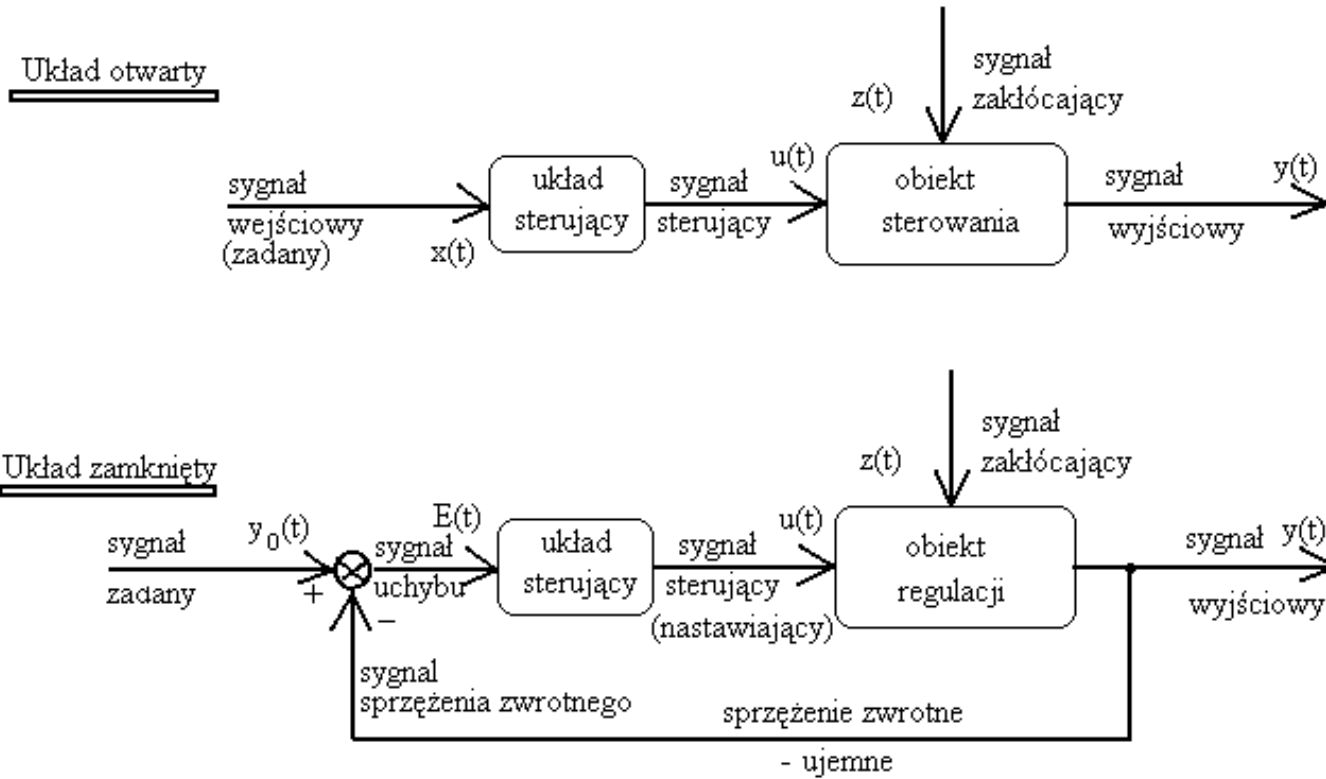 Układ otwarty
sygnał
zakłócający
z(t)
sygnał
wejściowy
(zadany)
x(t)
układ
sterujący
sygnał
sterujący
u(t)
obiekt
sterowania
sygnał
wyjściowy
y(t)
Układ zamknięty
sygnał
zakłócający
z(t)
sygnał
zadany
y₀(t)
+
−
E(t)
sygnał
uchybu
układ
sterujący
sygnał
sterujący
(nastawiający)
u(t)
obiekt
regulacji
sygnał
wyjściowy
y(t)
sygnal
sprzężenia zwrotnego
sprzężenie zwrotne
- ujemne